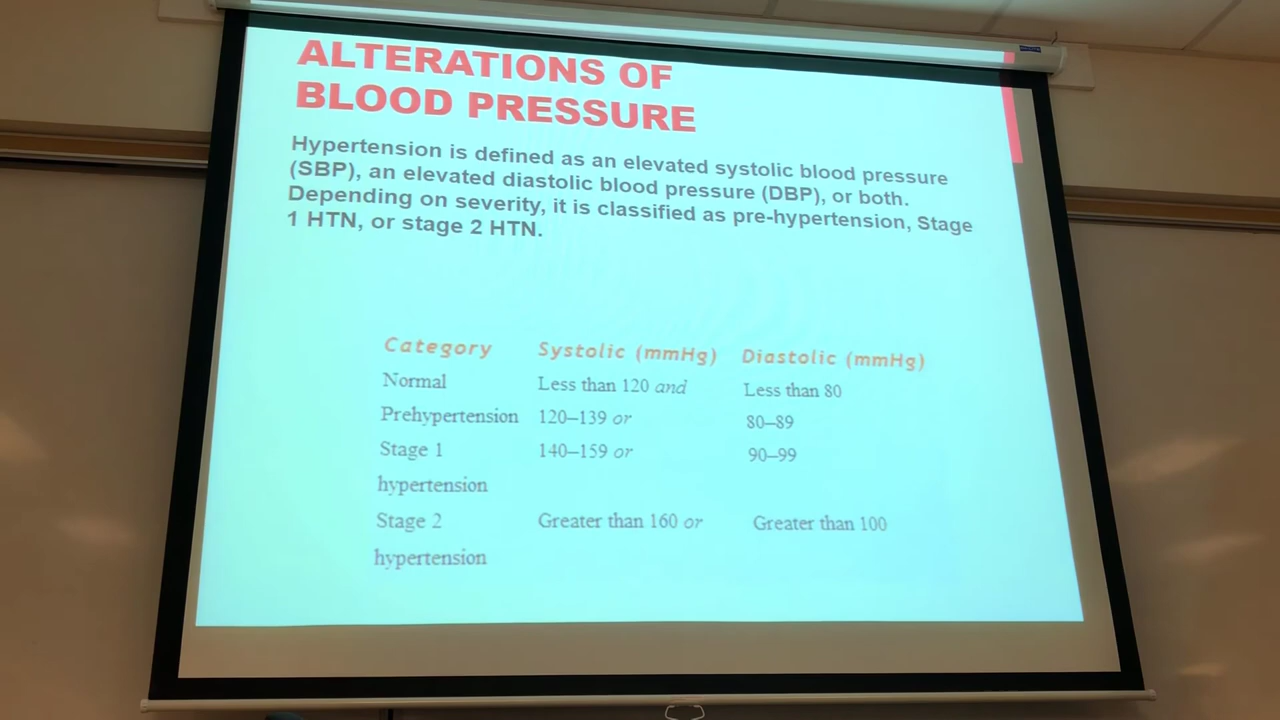 ALTERATIONS OF
BLOOD PRESSURE
Hypertension is defined as an elevated systolic blood pressure
(SBP), an elevated diastolic blood pressure (DBP), or both.
Depending on severity, it is classified as pre-hypertension, Stage
1 HTN, or stage 2 HTN.
Category Systolic (mmHg) Diastolic (mmHg)
Normal Less than 120 and Less than 80
Prehypertension 120–139 or 80–89
Stage 1 140–159 or 90–99
hypertension
Stage 2 Greater than 160 or Greater than 100
hypertension